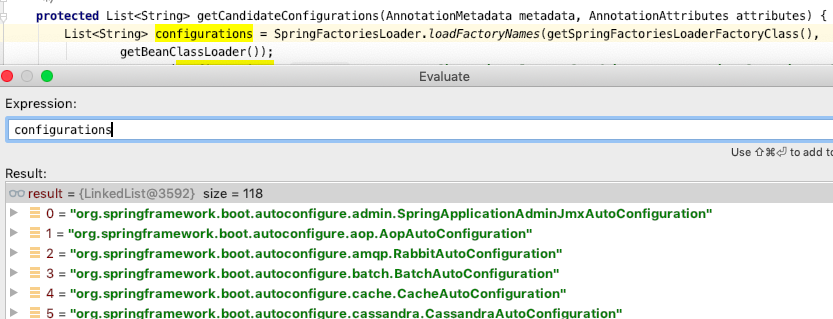 protected List<String> getCandidateConfigurations(AnnotationMetadata metadata, AnnotationAttributes attributes) {
List<String> configurations = SpringFactoriesLoader.loadFactoryNames(getSpringFactoriesLoaderFactoryClass(),
getBeanClassLoader());
Evaluate
Expression:
configurations
Use ⇧⌘⏎ to add to
Result:
result = {LinkedList@3592} size = 118
0 = "org.springframework.boot.autoconfigure.admin.SpringApplicationAdminJmxAutoConfiguration"
1 = "org.springframework.boot.autoconfigure.aop.AopAutoConfiguration"
2 = "org.springframework.boot.autoconfigure.amqp.RabbitAutoConfiguration"
3 = "org.springframework.boot.autoconfigure.batch.BatchAutoConfiguration"
4 = "org.springframework.boot.autoconfigure.cache.CacheAutoConfiguration"
5 = "org.springframework.boot.autoconfigure.cassandra.CassandraAutoConfiguration"